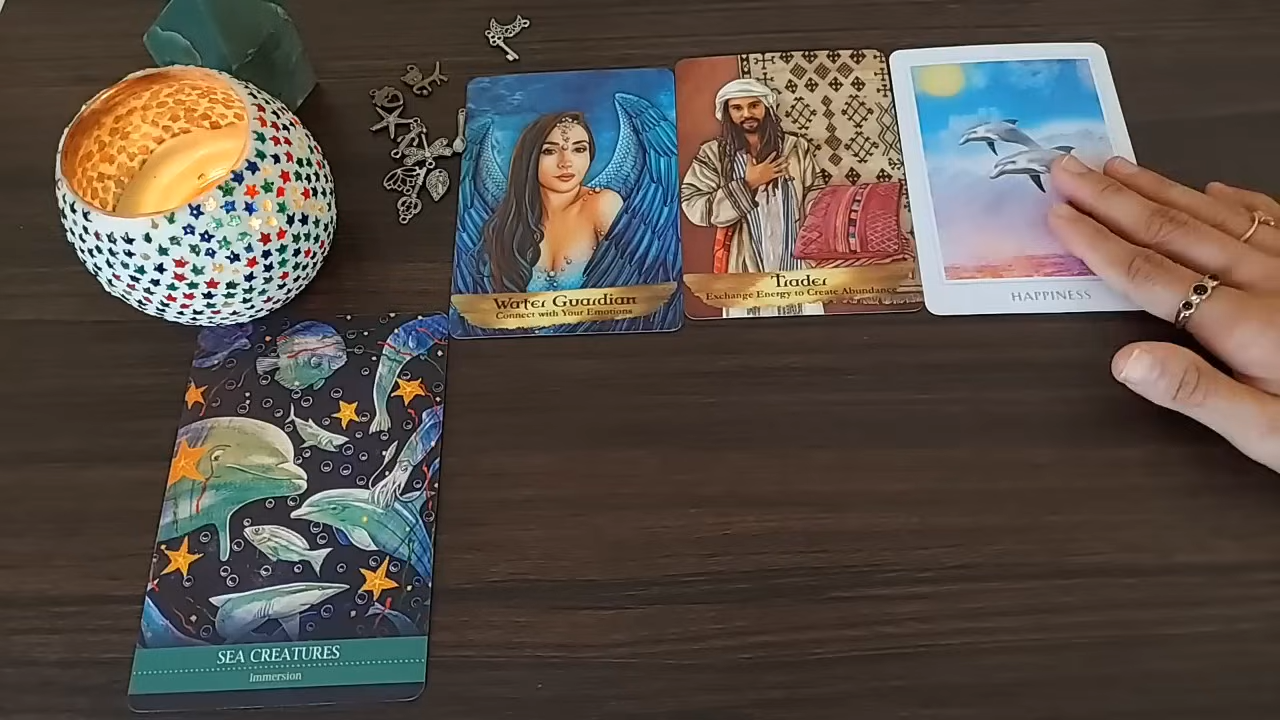 Water Guardian
Connect with Your Emotions
Trader
Exchange Energy to Create Abundance
HAPPINESS
SEA CREATURES
Immersion